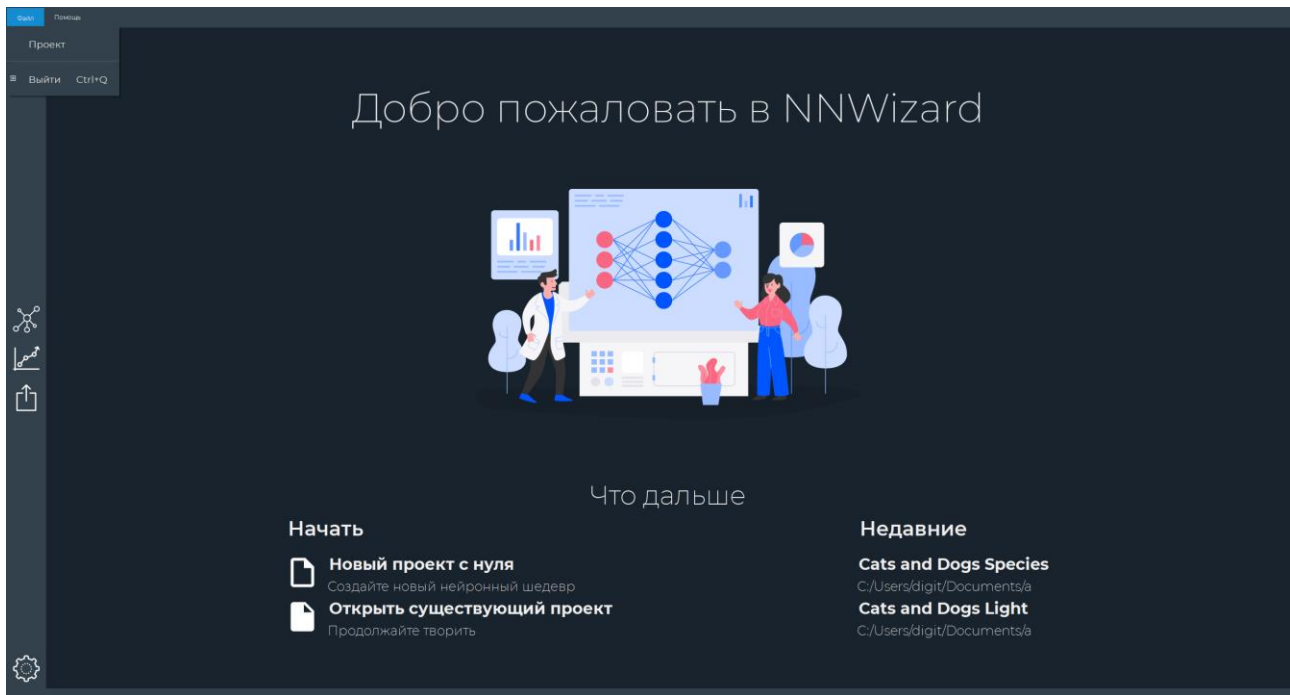 Файл Помощь
Проект
Выйти Ctrl+Q
Добро пожаловать в NNWizard
Что дальше
Начать
Новый проект с нуля
Создайте новый нейронный шедевр
Открыть существующий проект
Продолжайте творить
Недавние
Cats and Dogs Species
C:/Users/digit/Documents/a
Cats and Dogs Light
C:/Users/digit/Documents/a